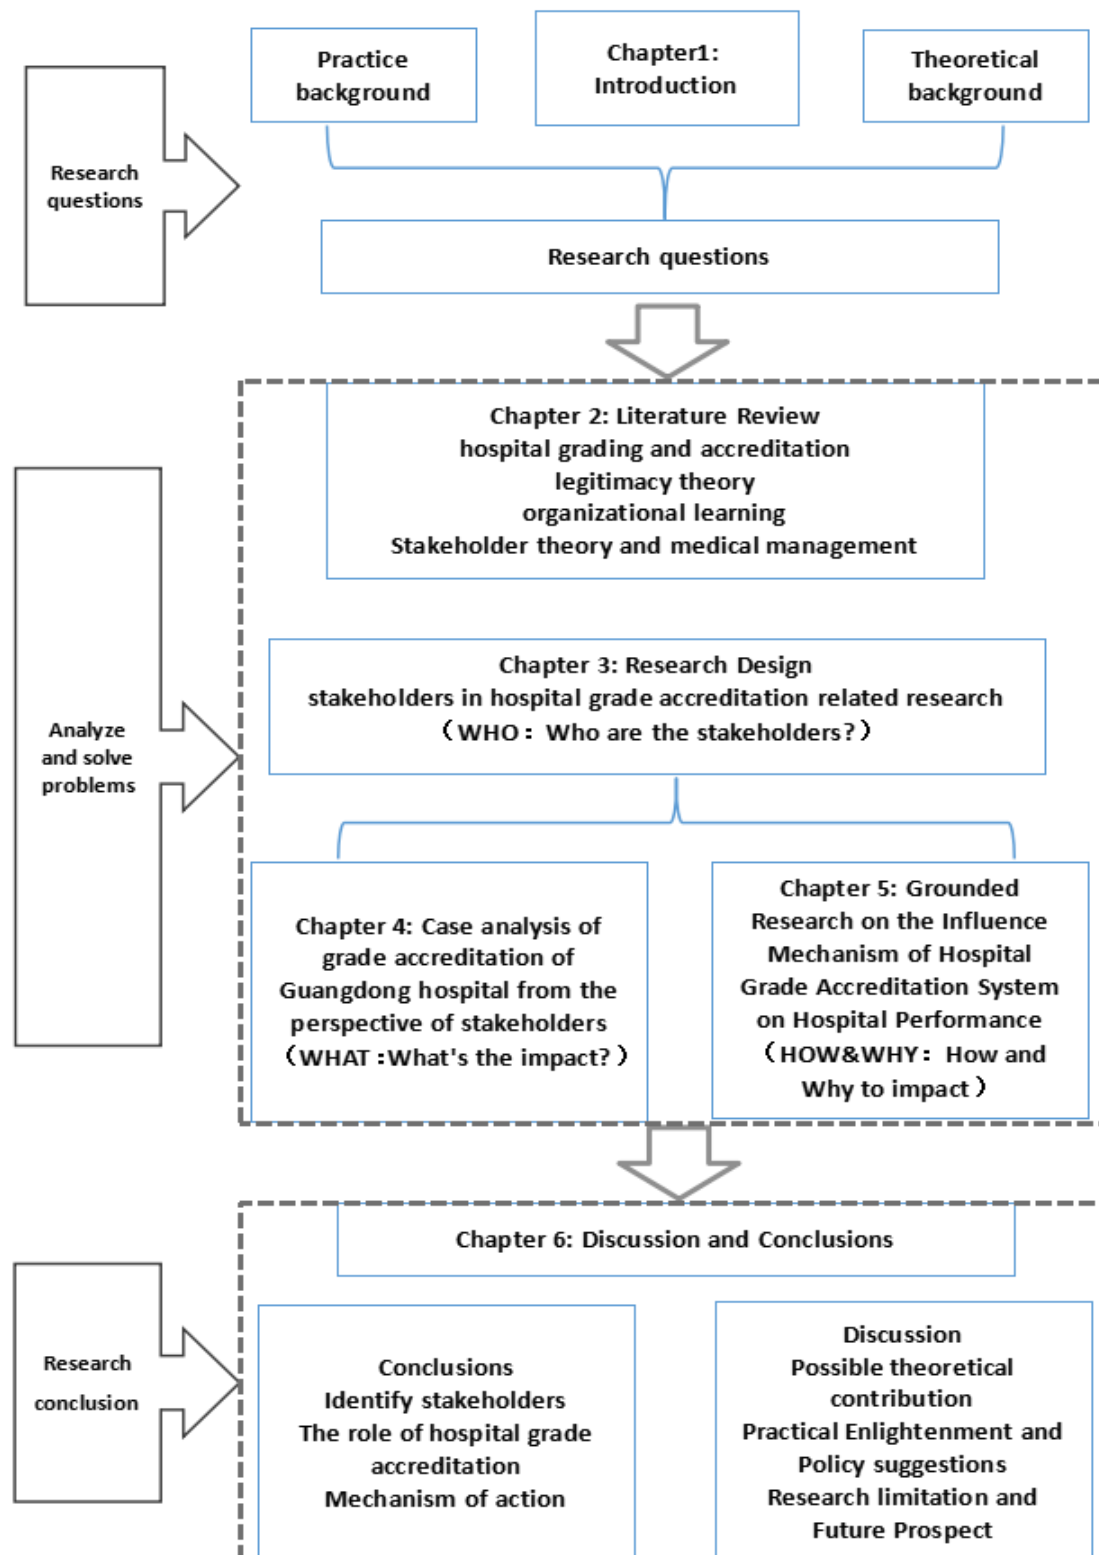 Practice
background
Chapter1:
Introduction
Theoretical
background
Research
questions
Research questions
Chapter 2: Literature Review
hospital grading and accreditation
legitimacy theory
organizational learning
Stakeholder theory and medical management
Chapter 3: Research Design
stakeholders in hospital grade accreditation related research
（WHO：Who are the stakeholders?）
Analyze
and solve
problems
Chapter 4: Case analysis of
grade accreditation of
Guangdong hospital from the
perspective of stakeholders
（WHAT：What's the impact?）
Chapter 5: Grounded
Research on the Influence
Mechanism of Hospital
Grade Accreditation System
on Hospital Performance
（HOW&WHY：How and
Why to impact）
Chapter 6: Discussion and Conclusions
Research
conclusion
Conclusions
Identify stakeholders
The role of hospital grade
accreditation
Mechanism of action
Discussion
Possible theoretical
contribution
Practical Enlightenment and
Policy suggestions
Research limitation and
Future Prospect